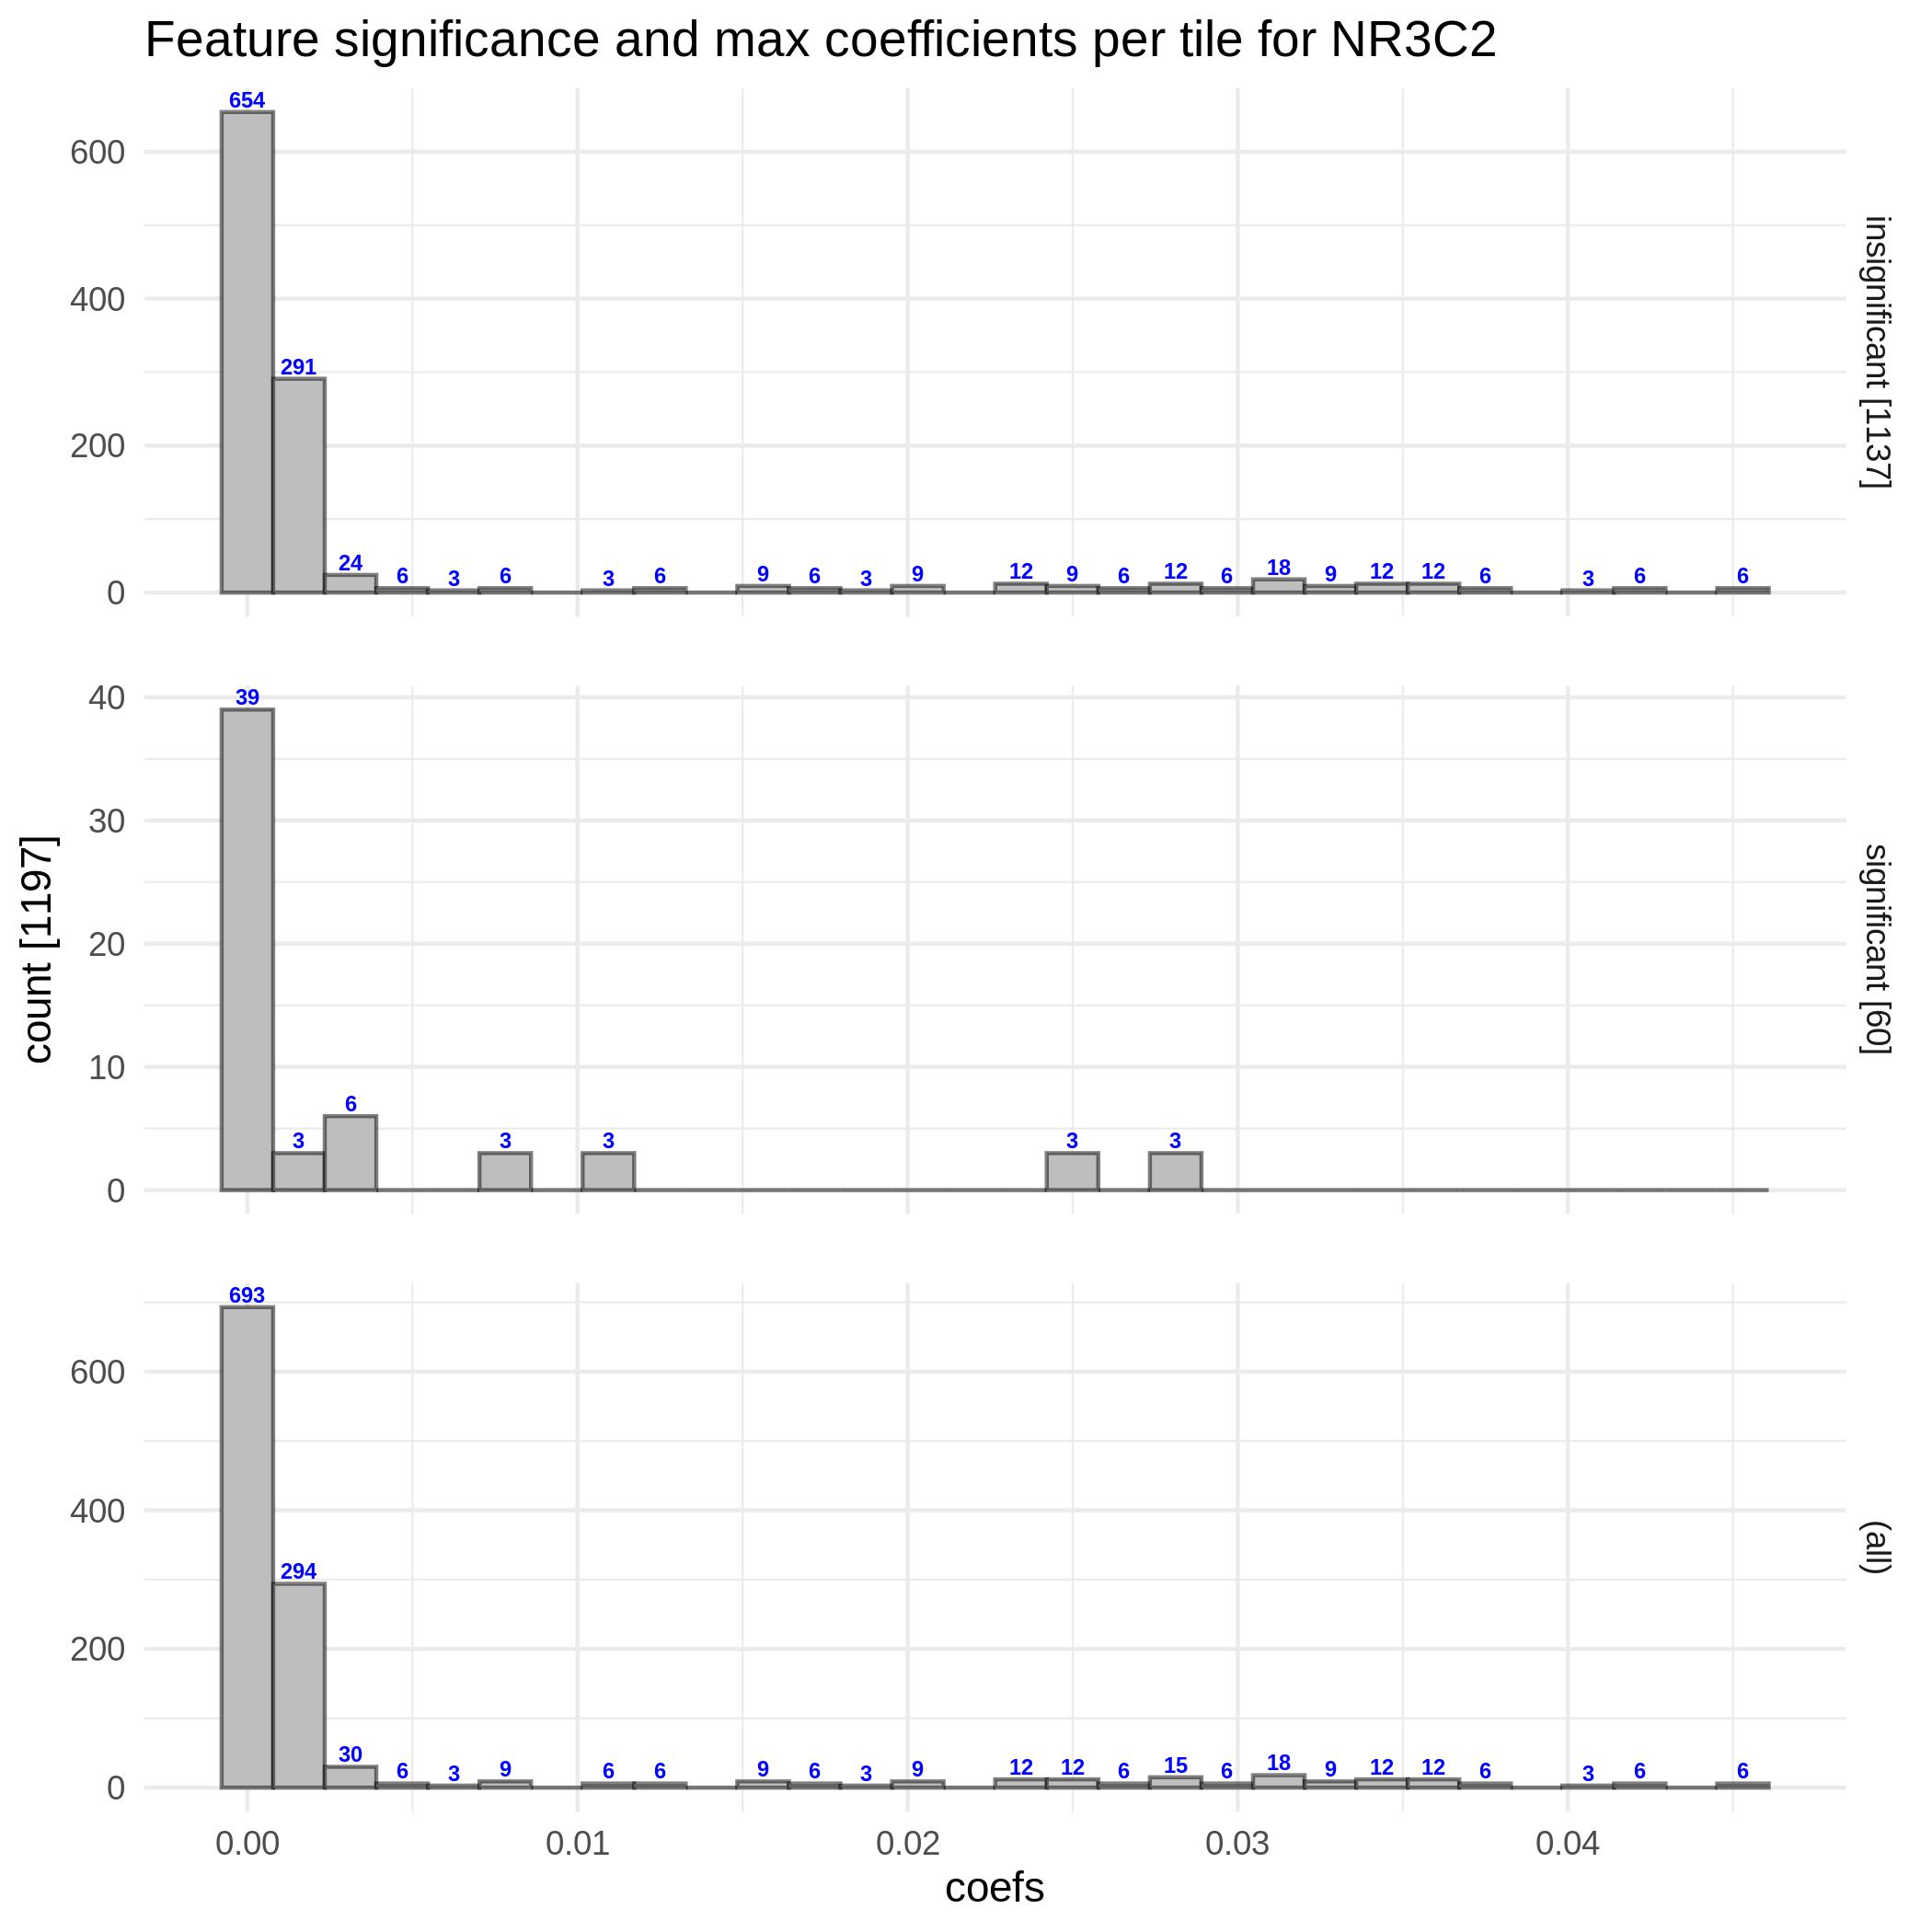 Feature significance and max coefficients per tile for NR3C2
654
600
400
291
200
24 6 3 6 3 6 9 6 3 9 12 9 6 12 6 18 9 12 12 6 3 6 6
0
insignificant [1137]
count [1197]
40
39
30
20
10
6
3 3 3 3 3
0
significant [60]
693
600
400
294
200
30 6 3 9 6 6 9 6 3 9 12 12 6 15 6 18 9 12 12 6 3 6 6
0
(all)
0.00 0.01 0.02 0.03 0.04
coefs